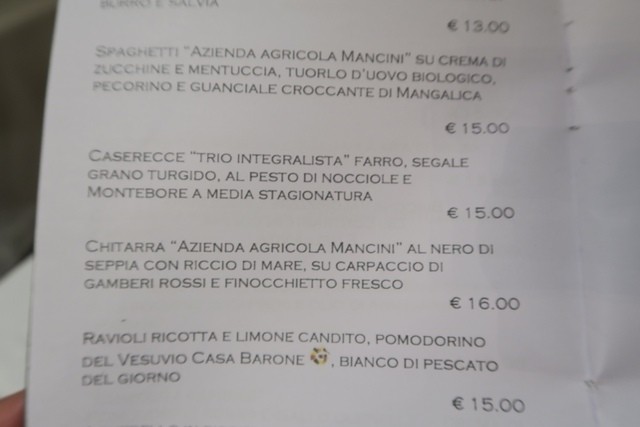 BURRO E SALVIA
€ 13.00
SPAGHETTI "AZIENDA AGRICOLA MANCINI" SU CREMA DI
ZUCCHINE E MENTUCCIA, TUORLO D'UOVO BIOLOGICO,
PECORINO E GUANCIALE CROCCANTE DI MANGALICA
€ 15.00
CASERECCE "TRIO INTEGRALISTA" FARRO, SEGALE
GRANO TURGIDO, AL PESTO DI NOCCIOLE E
MONTEBORE A MEDIA STAGIONATURA
€ 15.00
CHITARRA "AZIENDA AGRICOLA MANCINI" AL NERO DI
SEPPIA CON RICCIO DI MARE, SU CARPACCIO DI
GAMBERI ROSSI E FINOCCHIETTO FRESCO
€ 16.00
RAVIOLI RICOTTA E LIMONE CANDITO, POMODORINO
DEL VESUVIO CASA BARONE , BIANCO DI PESCATO
DEL GIORNO
€ 15.00